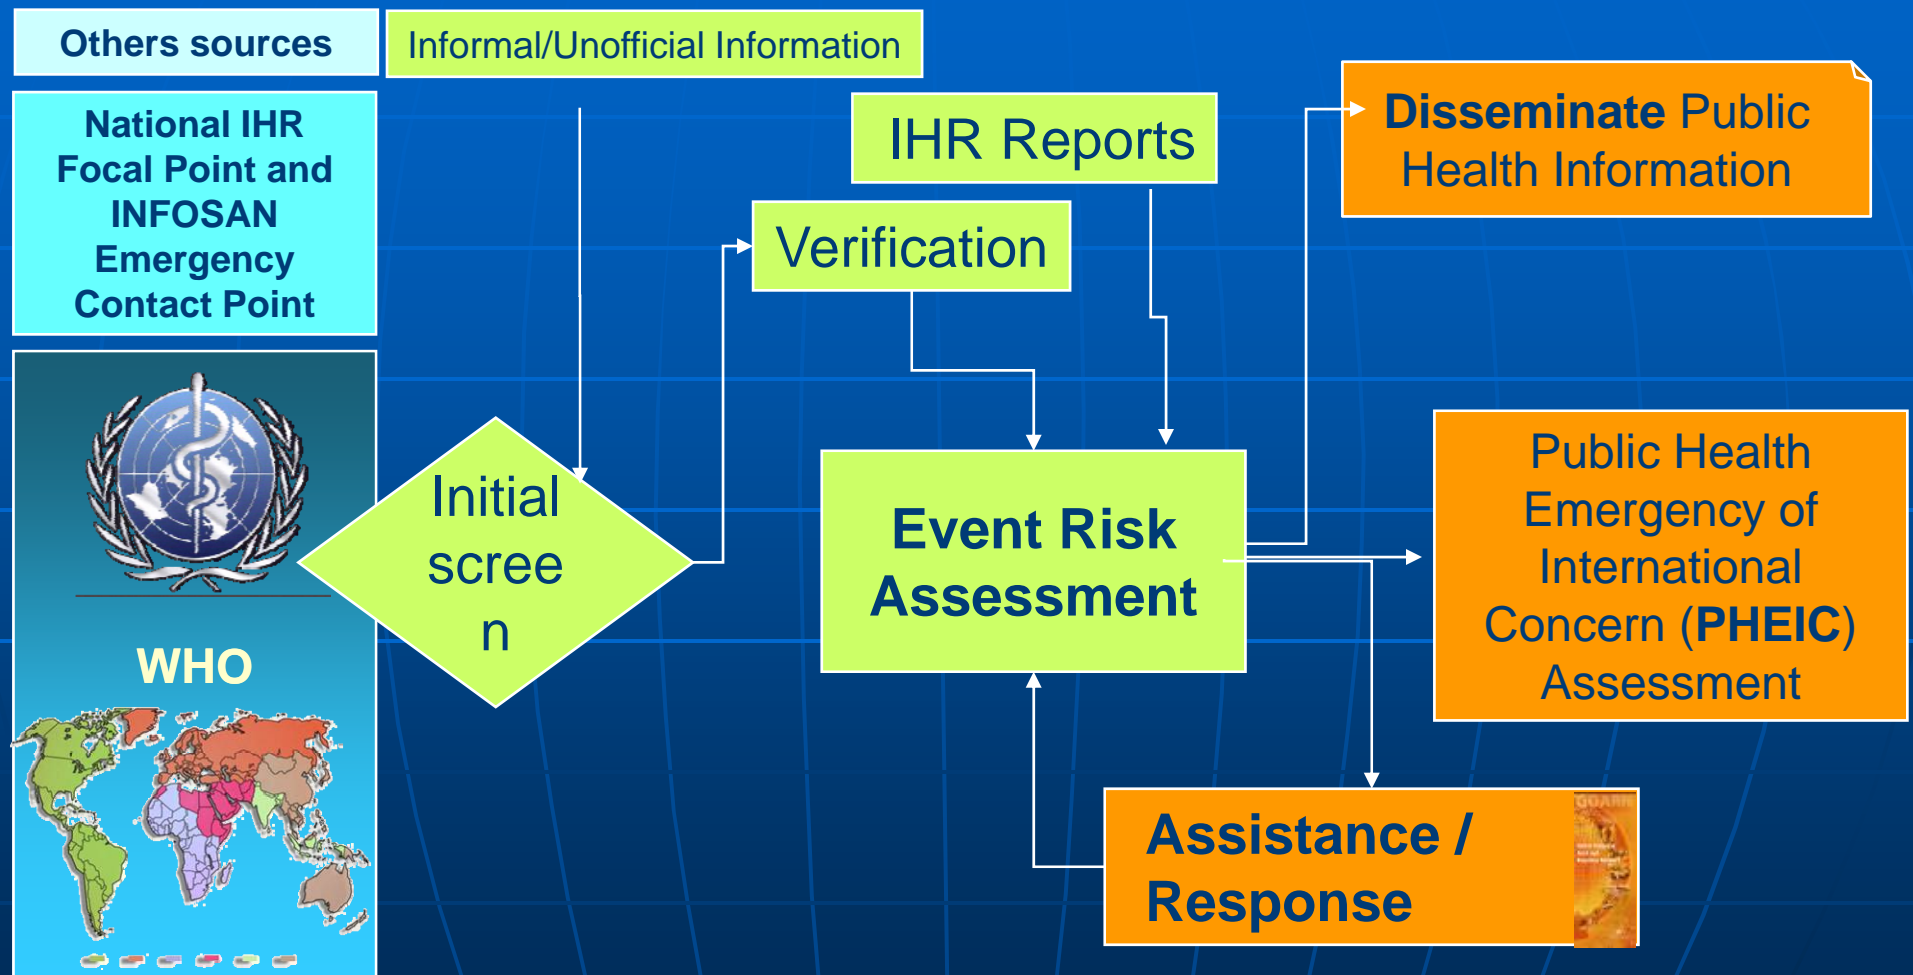 Others sources
Informal/Unofficial Information
National IHR
Focal Point and
INFOSAN
Emergency
Contact Point
IHR Reports
Disseminate Public
Health Information
Verification
Initial
scree
n
Event Risk
Assessment
Public Health
Emergency of
International
Concern (PHEIC)
Assessment
WHO
Assistance /
Response
GOARN